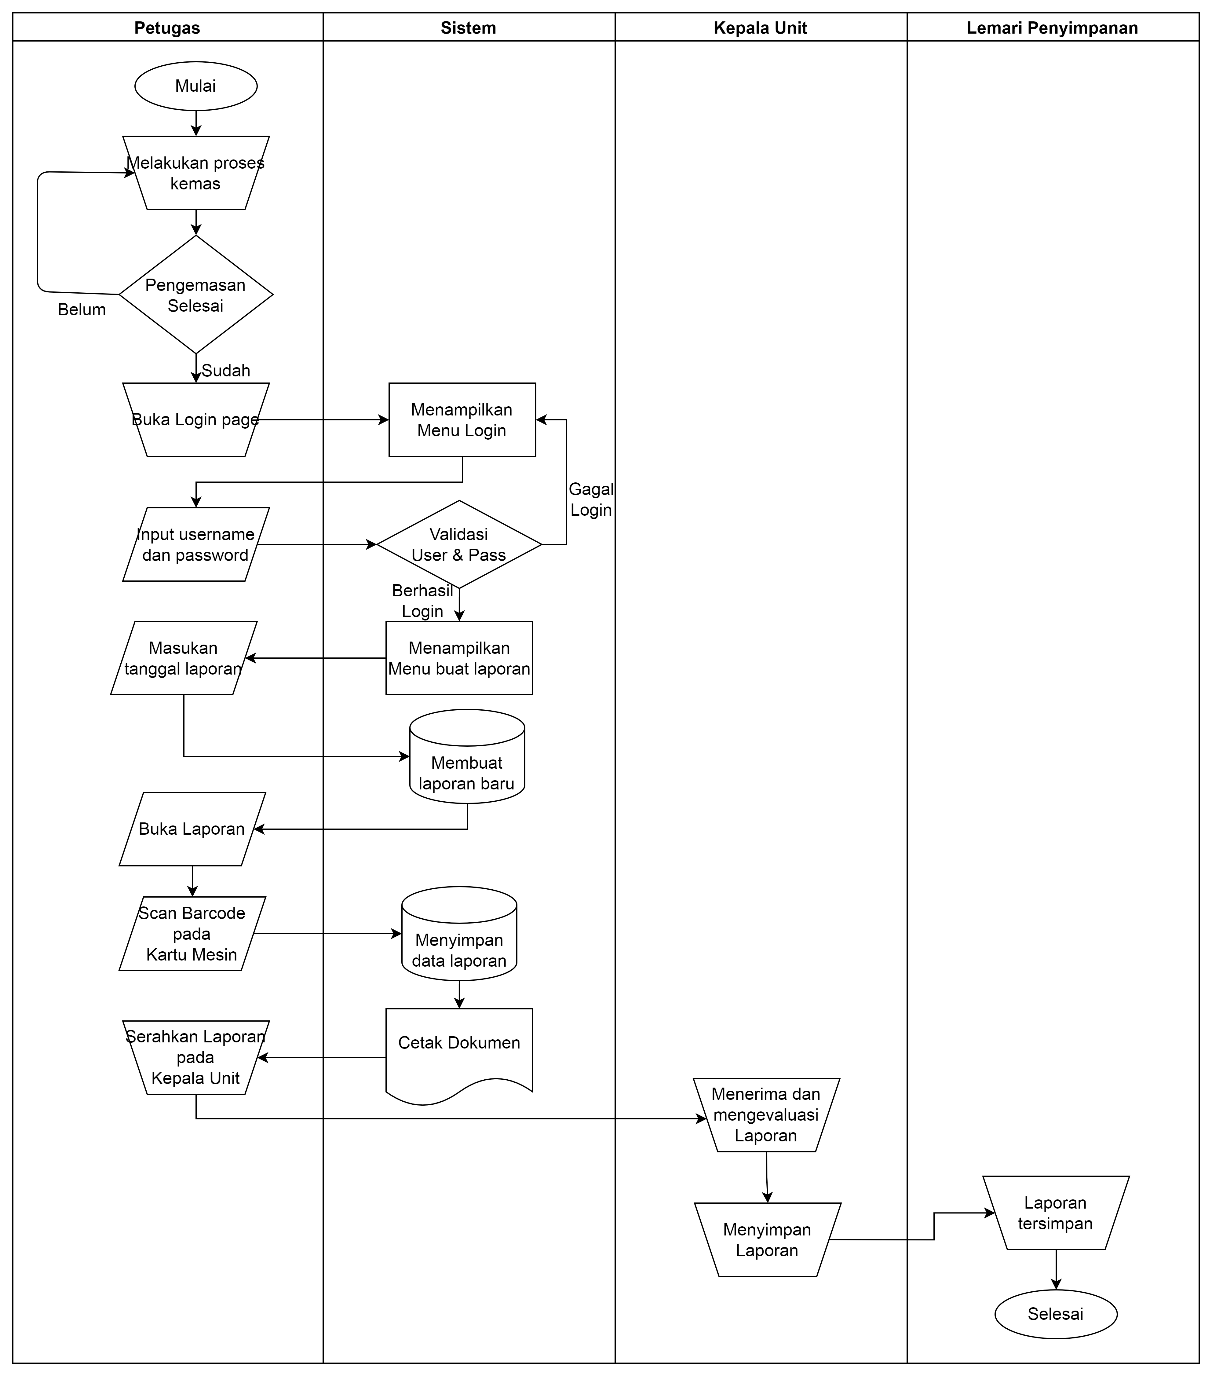 Petugas
Sistem
Kepala Unit
Lemari Penyimpanan
Mulai
Melakukan proses
kemas
Pengemasan
Selesai
Belum
Sudah
Buka Login page
Menampilkan
Menu Login
Gagal
Login
Input username
dan password
Validasi
User & Pass
Berhasil
Login
Masukan
tanggal laporan
Menampilkan
Menu buat laporan
Membuat
laporan baru
Buka Laporan
Scan Barcode
pada
Kartu Mesin
Menyimpan
data laporan
Serahkan Laporan
pada
Kepala Unit
Cetak Dokumen
Menerima dan
mengevaluasi
Laporan
Menyimpan
Laporan
Laporan
tersimpan
Selesai